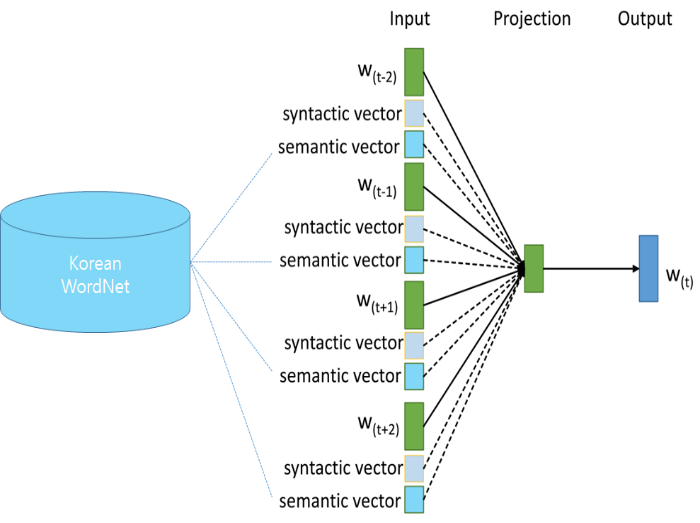 Input Projection Output
w(t-2)
syntactic vector
semantic vector
w(t-1)
syntactic vector
semantic vector
Korean
WordNet
w(t+1)
syntactic vector
semantic vector
w(t+2)
syntactic vector
semantic vector
w(t)